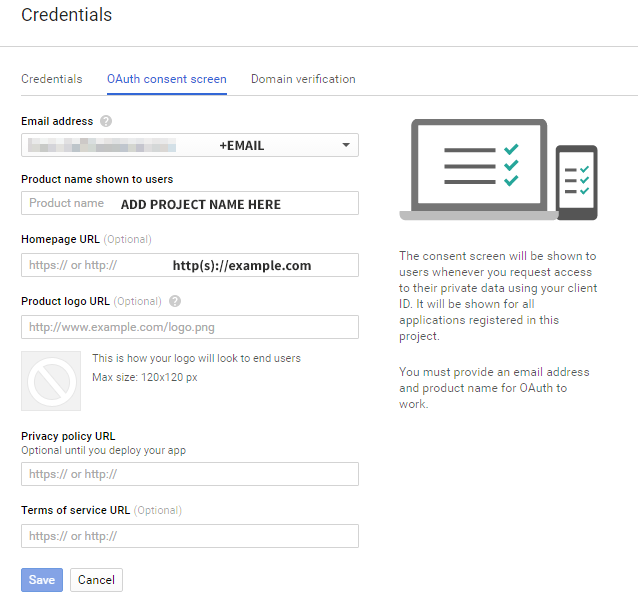 Credentials
Credentials OAuth consent screen Domain verification
Email address ?
+EMAIL
Product name shown to users
Product name ADD PROJECT NAME HERE
Homepage URL (Optional)
https:// or http:// http(s)://example.com
Product logo URL (Optional) ?
http://www.example.com/logo.png
This is how your logo will look to end users
Max size: 120x120 px
Privacy policy URL
Optional until you deploy your app
https:// or http://
Terms of service URL (Optional)
https:// or http://
Save Cancel
The consent screen will be shown to
users whenever you request access
to their private data using your client
ID. It will be shown for all
applications registered in this
project.
You must provide an email address
and product name for OAuth to
work.